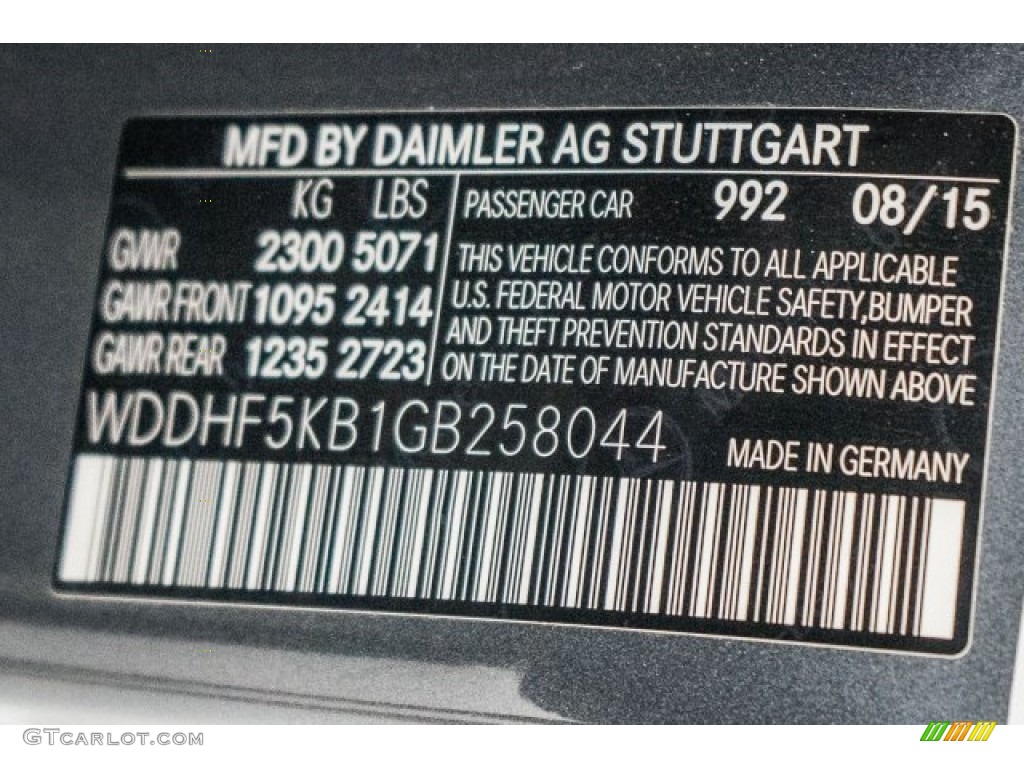 MFD BY DAIMLER AG STUTTGART
KG LBS
GVWR 2300 5071
GAWR FRONT 1095 2414
GAWR REAR 1235 2723
PASSENGER CAR 992 08/15
THIS VEHICLE CONFORMS TO ALL APPLICABLE
U.S. FEDERAL MOTOR VEHICLE SAFETY,BUMPER
AND THEFT PREVENTION STANDARDS IN EFFECT
ON THE DATE OF MANUFACTURE SHOWN ABOVE
WDDHF5KB1GB258044
MADE IN GERMANY
GTCARLOT.COM